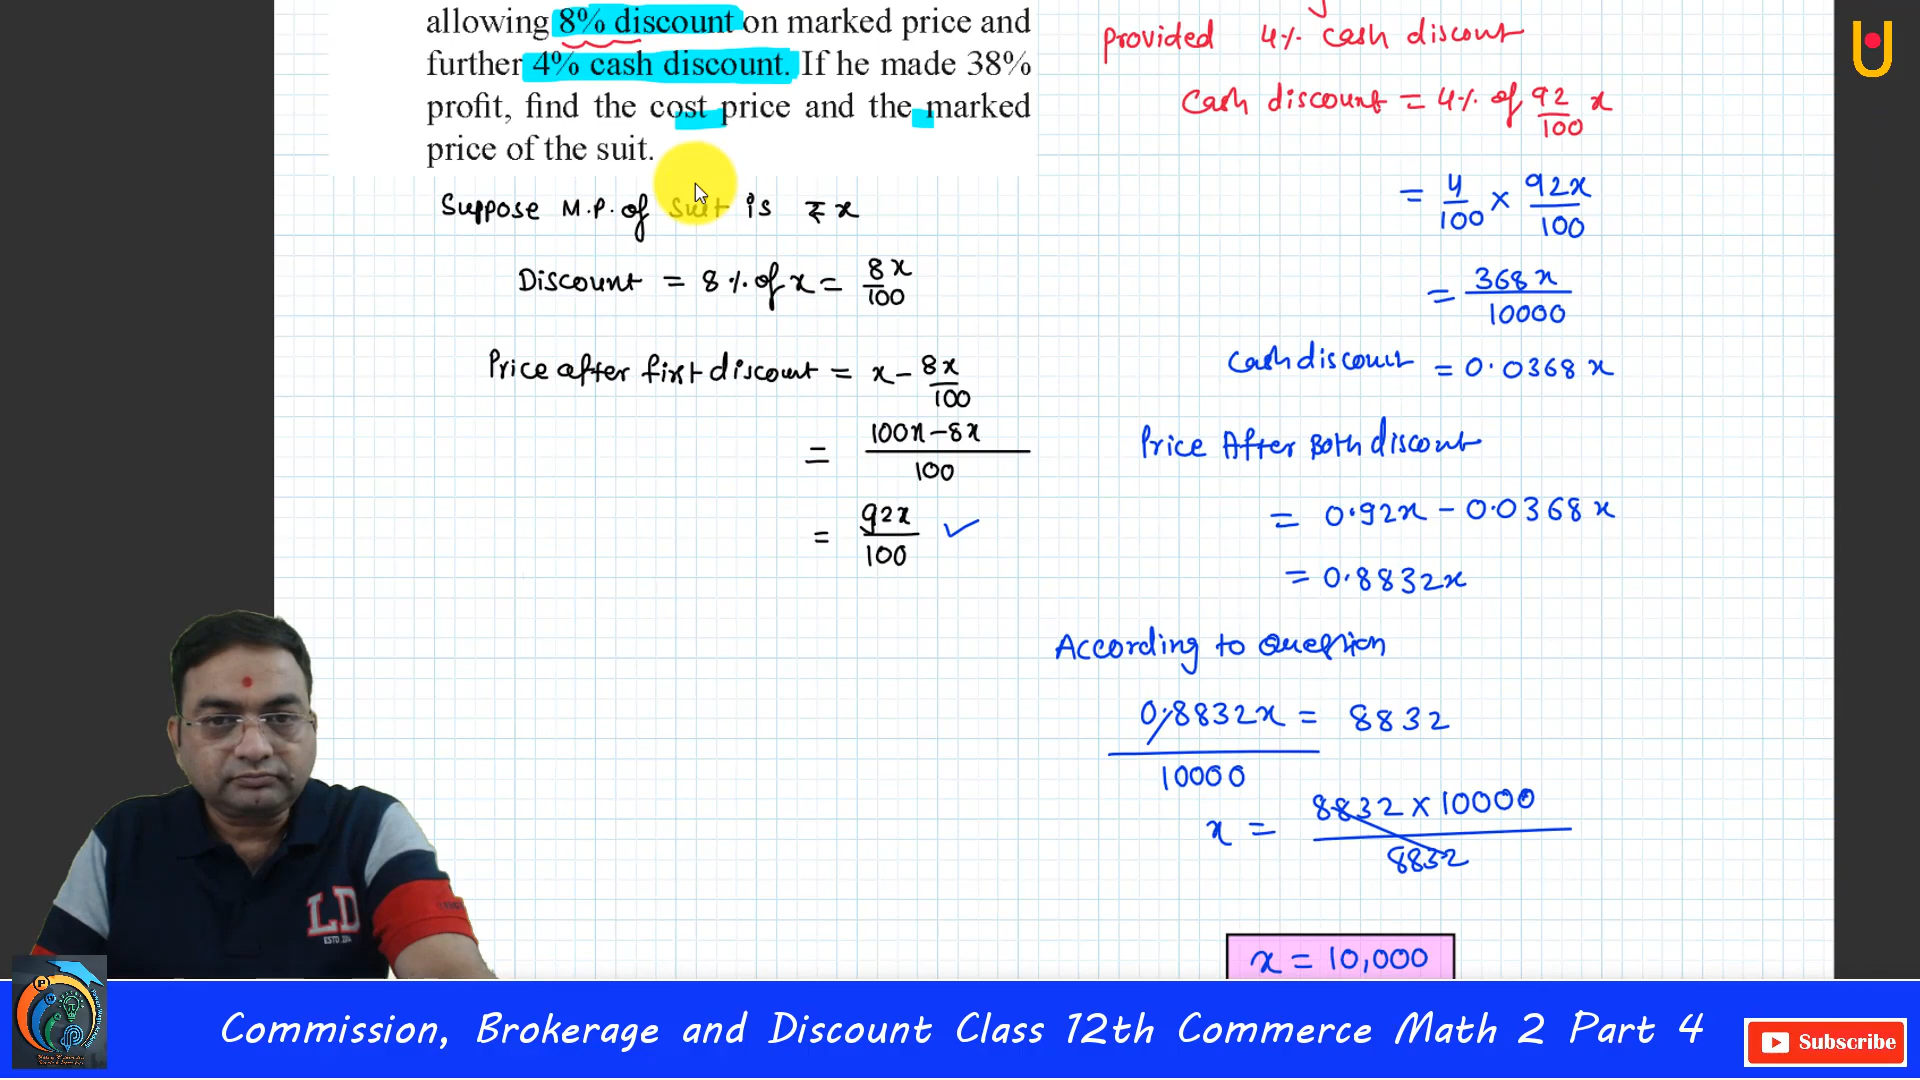 allowing 8% discount on marked price and
further 4% cash discount. If he made 38%
profit, find the cost price and the marked
price of the suit.
Suppose M.P. of suit is ₹ x
Discount = 8 % of x = 8x/100
Price after first discount = x - 8x/100
= 100x-8x/100
= 92x/100 ✓
provided 4% cash discout
Cash discount = 4% of 92/100 x
= 4/100 × 92x/100
= 368x/10000
Cash discount = 0.0368 x
Price After Both discount
= 0.92x - 0.0368 x
= 0.8832x
According to Question
0.8832x/10000 = 8832
x = 8832 × 10000/8832
x = 10,000
LD
ESTD.
Commission, Brokerage and Discount Class 12th Commerce Math 2 Part 4
Subscribe